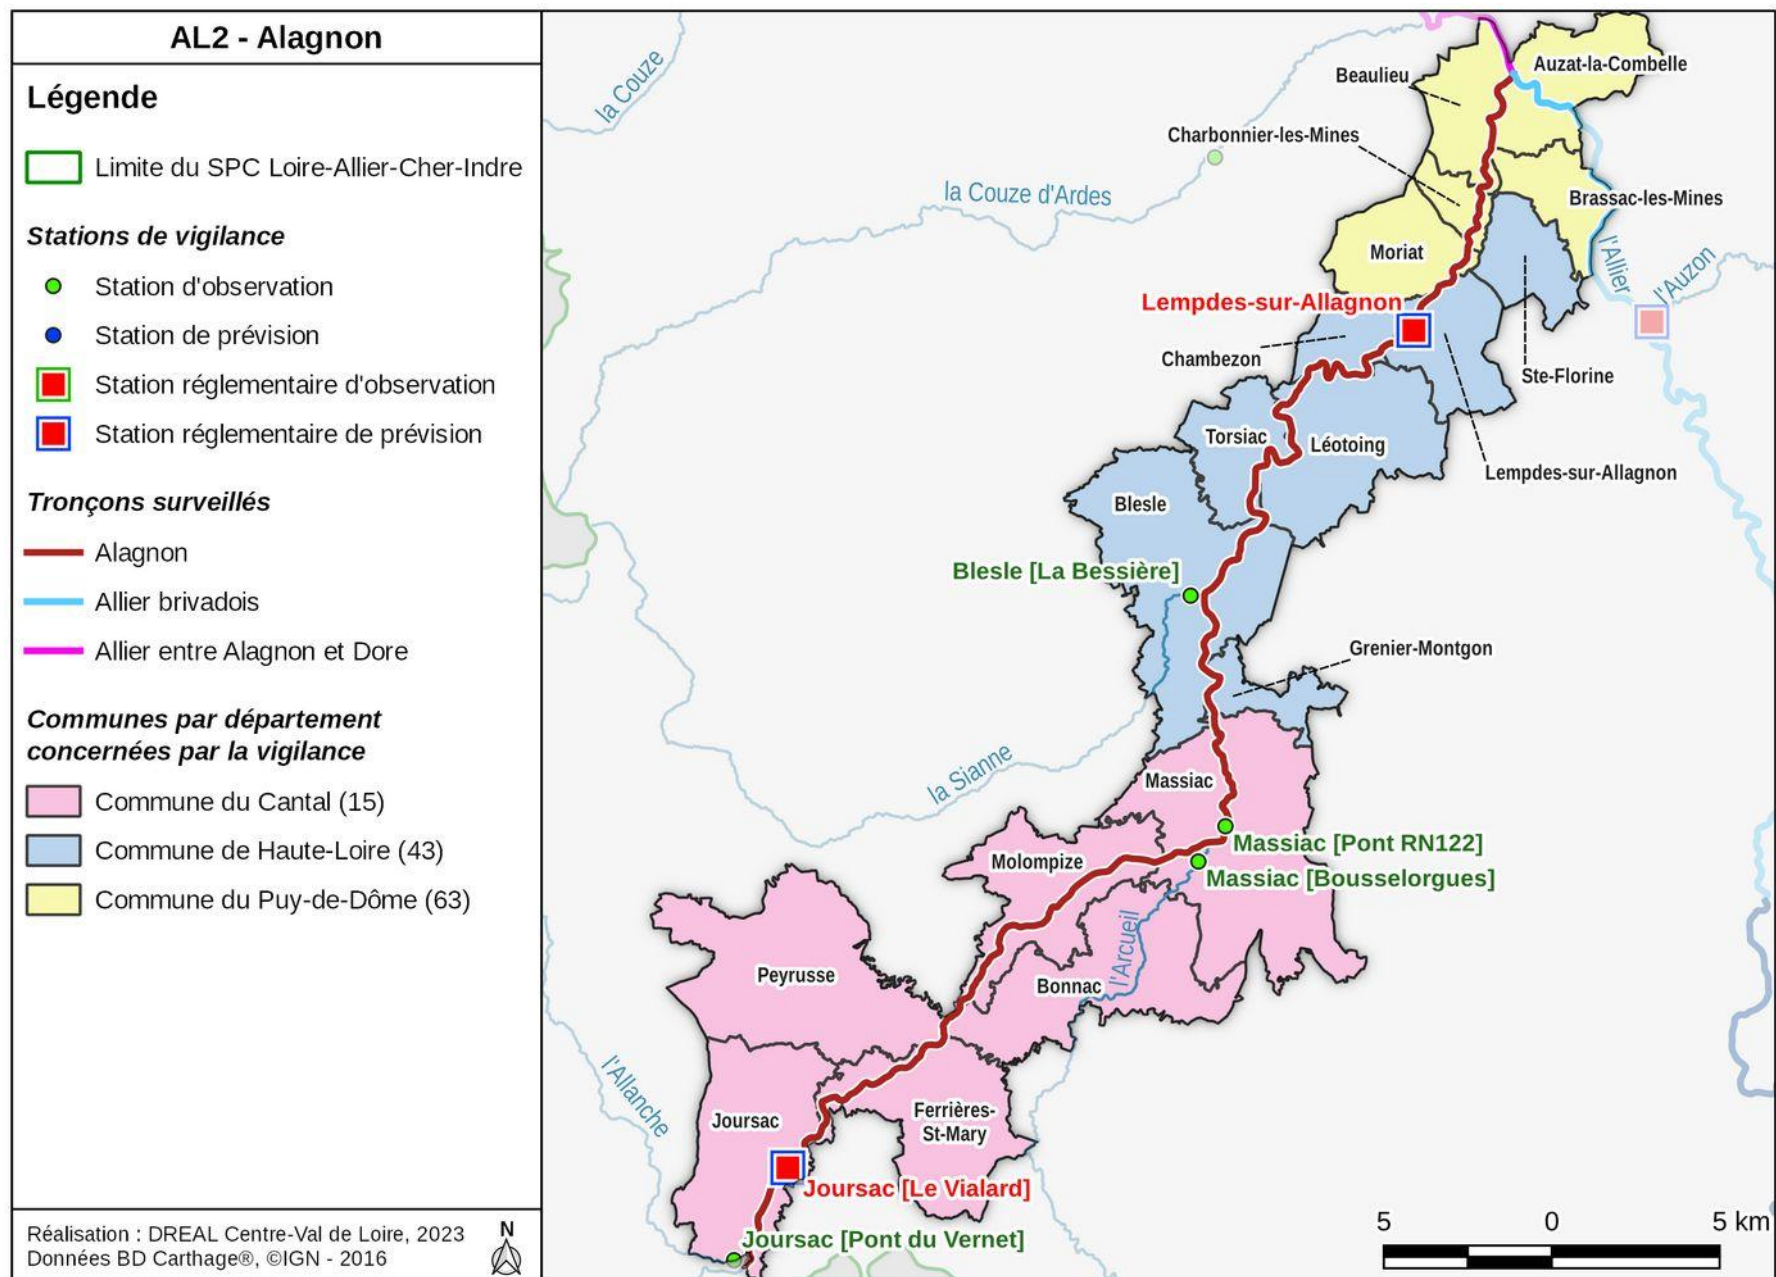 AL2 - Alagnon
Légende
Limite du SPC Loire-Allier-Cher-Indre
Stations de vigilance
Station d'observation
Station de prévision
Station réglementaire d'observation
Station réglementaire de prévision
Tronçons surveillés
Alagnon
Allier brivadois
Allier entre Alagnon et Dore
Communes par département
concernées par la vigilance
Commune du Cantal (15)
Commune de Haute-Loire (43)
Commune du Puy-de-Dôme (63)
Réalisation : DREAL Centre-Val de Loire, 2023
Données BD Carthage®, ©IGN - 2016
N
la Couze
Beaulieu
Auzat-la-Combelle
Charbonnier-les-Mines
la Couze d'Ardes
Brassac-les-Mines
Moriat
l'Allier
l'Auzon
Lempdes-sur-Allagnon
Chambezon
Ste-Florine
Torsiac
Léotoing
Lempdes-sur-Allagnon
Blesle
Blesle [La Bessière]
Grenier-Montgon
la Sianne
Massiac
Massiac [Pont RN122]
Molompize
Massiac [Bousselorgues]
l'Arcueil
Peyrusse
Bonnac
l'Allanche
Joursac
Ferrières-
St-Mary
Joursac [Le Vialard]
Joursac [Pont du Vernet]
5 0 5 km